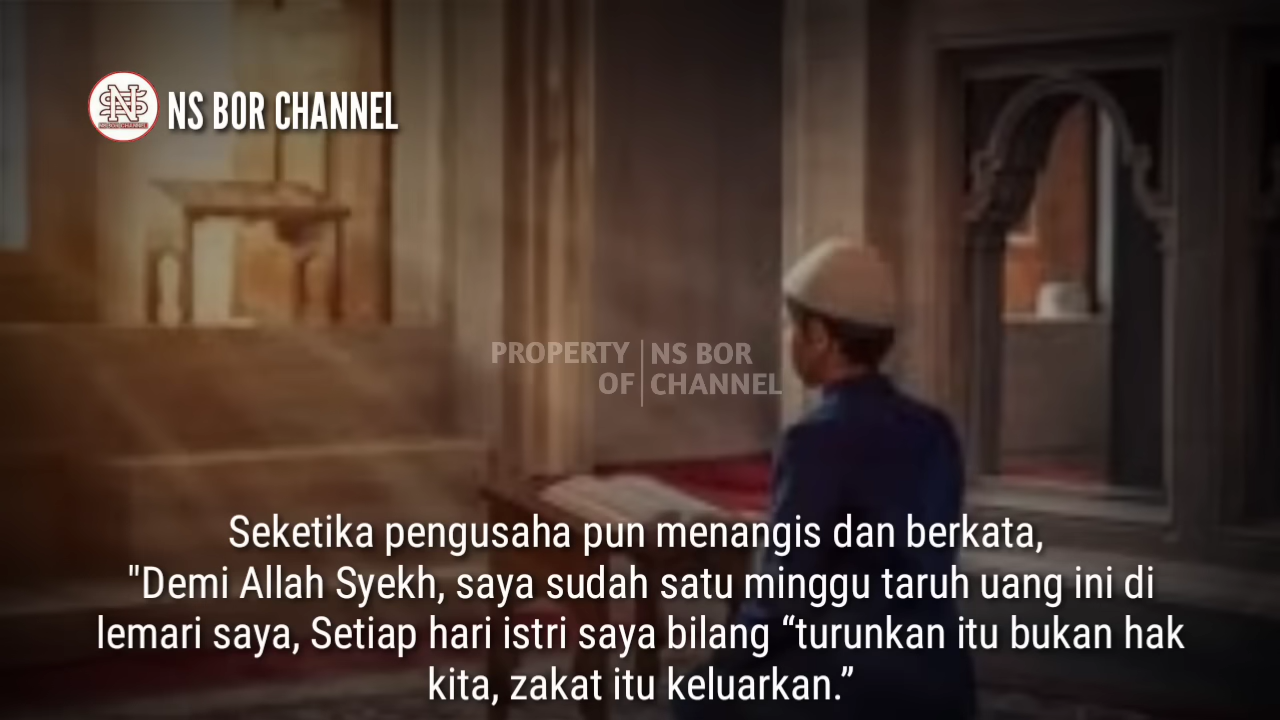 NS BOR CHANNEL
PROPERTY OF NS BOR CHANNEL
Seketika pengusaha pun menangis dan berkata,
"Demi Allah Syekh, saya sudah satu minggu taruh uang ini di
lemari saya, Setiap hari istri saya bilang “turunkan itu bukan hak
kita, zakat itu keluarkan.”